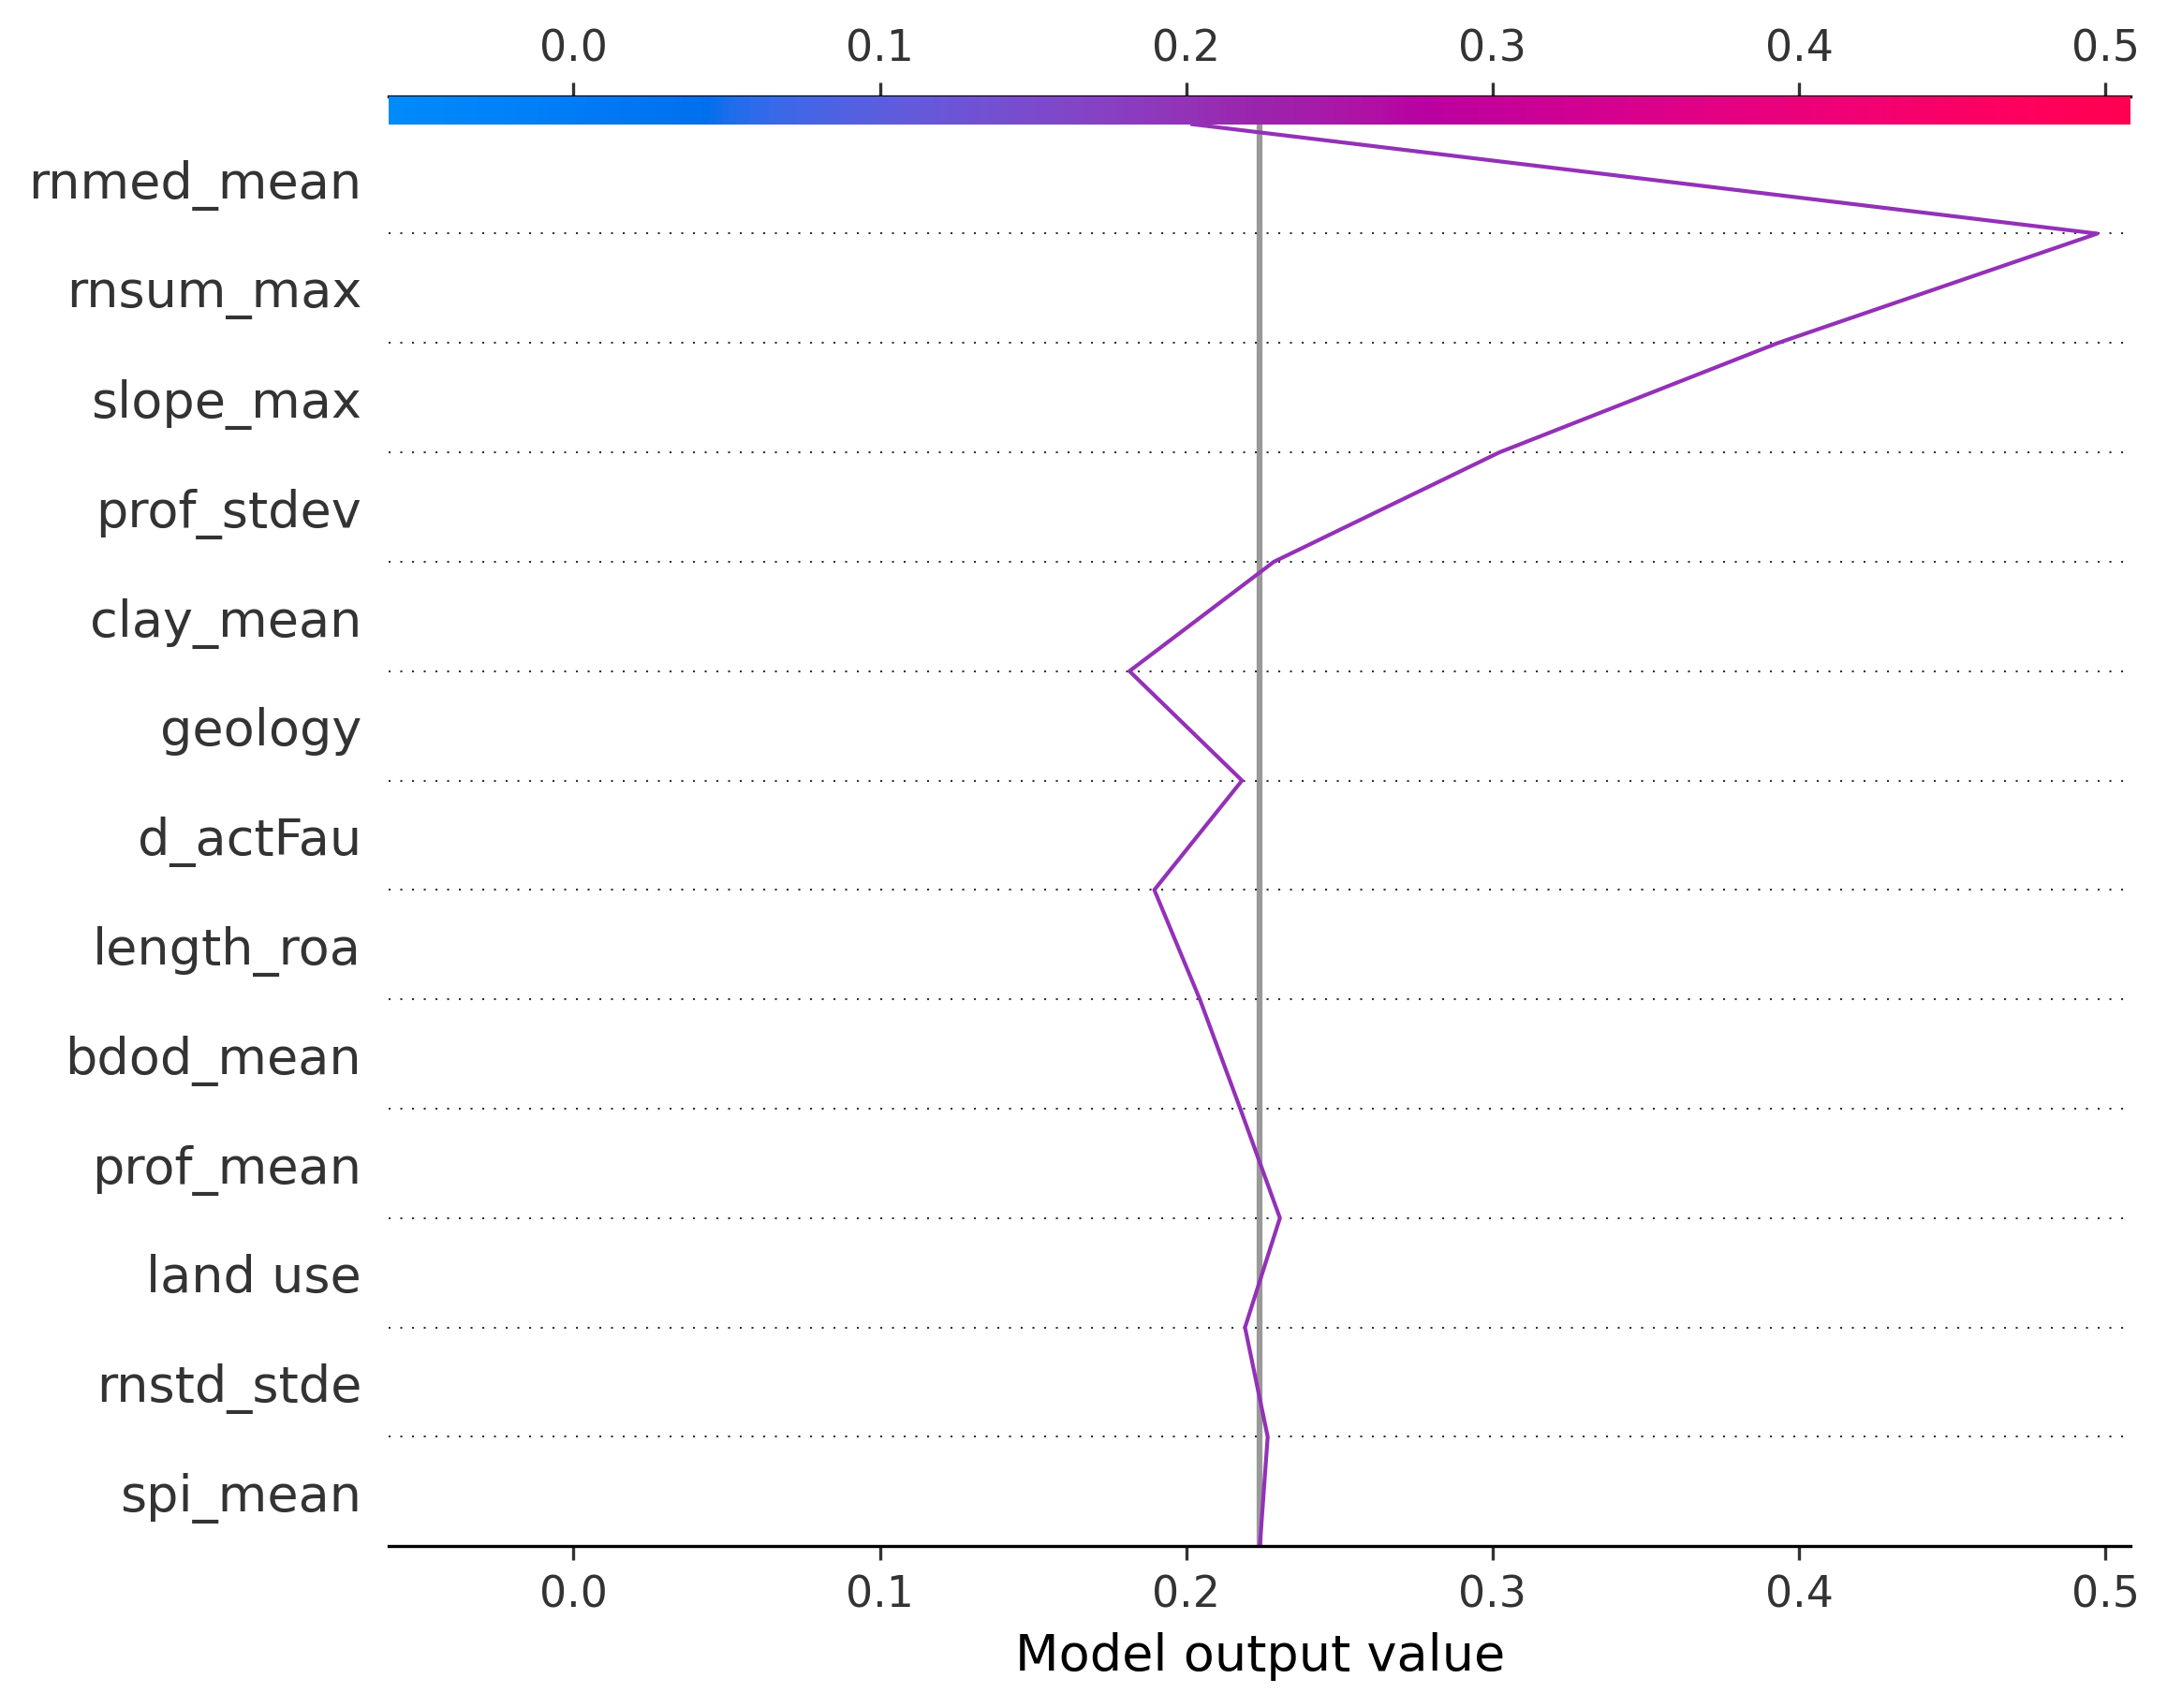 0.0 0.1 0.2 0.3 0.4 0.5
rnmed_mean
rnsum_max
slope_max
prof_stdev
clay_mean
geology
d_actFau
length_roa
bdod_mean
prof_mean
land use
rnstd_stde
spi_mean
0.0 0.1 0.2 0.3 0.4 0.5
Model output value